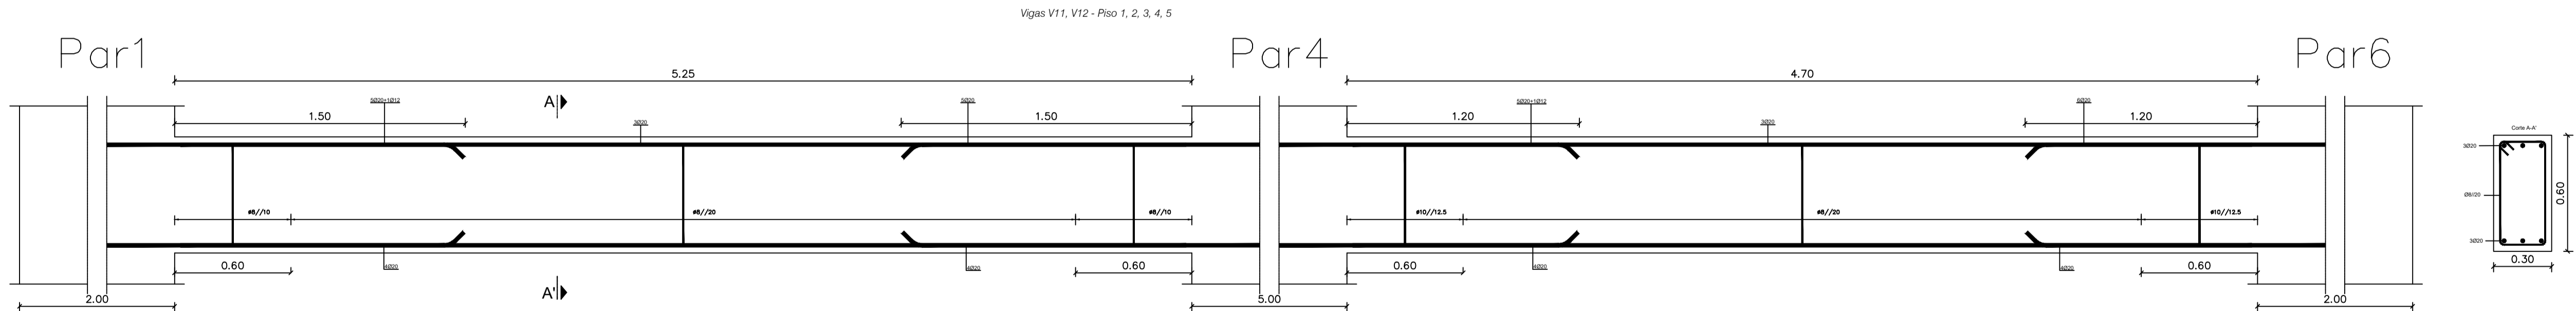 Vigas V11, V12 - Piso 1, 2, 3, 4, 5
Par1
Par4
Par6
5.25
4.70
5Ø20+1Ø12
A
5Ø20
5Ø20+1Ø12
6Ø20
1.50
3Ø20
1.50
1.20
3Ø20
1.20
Corte A-A'
3Ø20
Ø8//20
3Ø20
0.60
0.30
ø8//10
ø8//20
ø8//10
ø10//12.5
ø8//20
ø10//12.5
0.60
4Ø20
4Ø20
0.60
0.60
4Ø20
4Ø20
0.60
A'
2.00
5.00
2.00